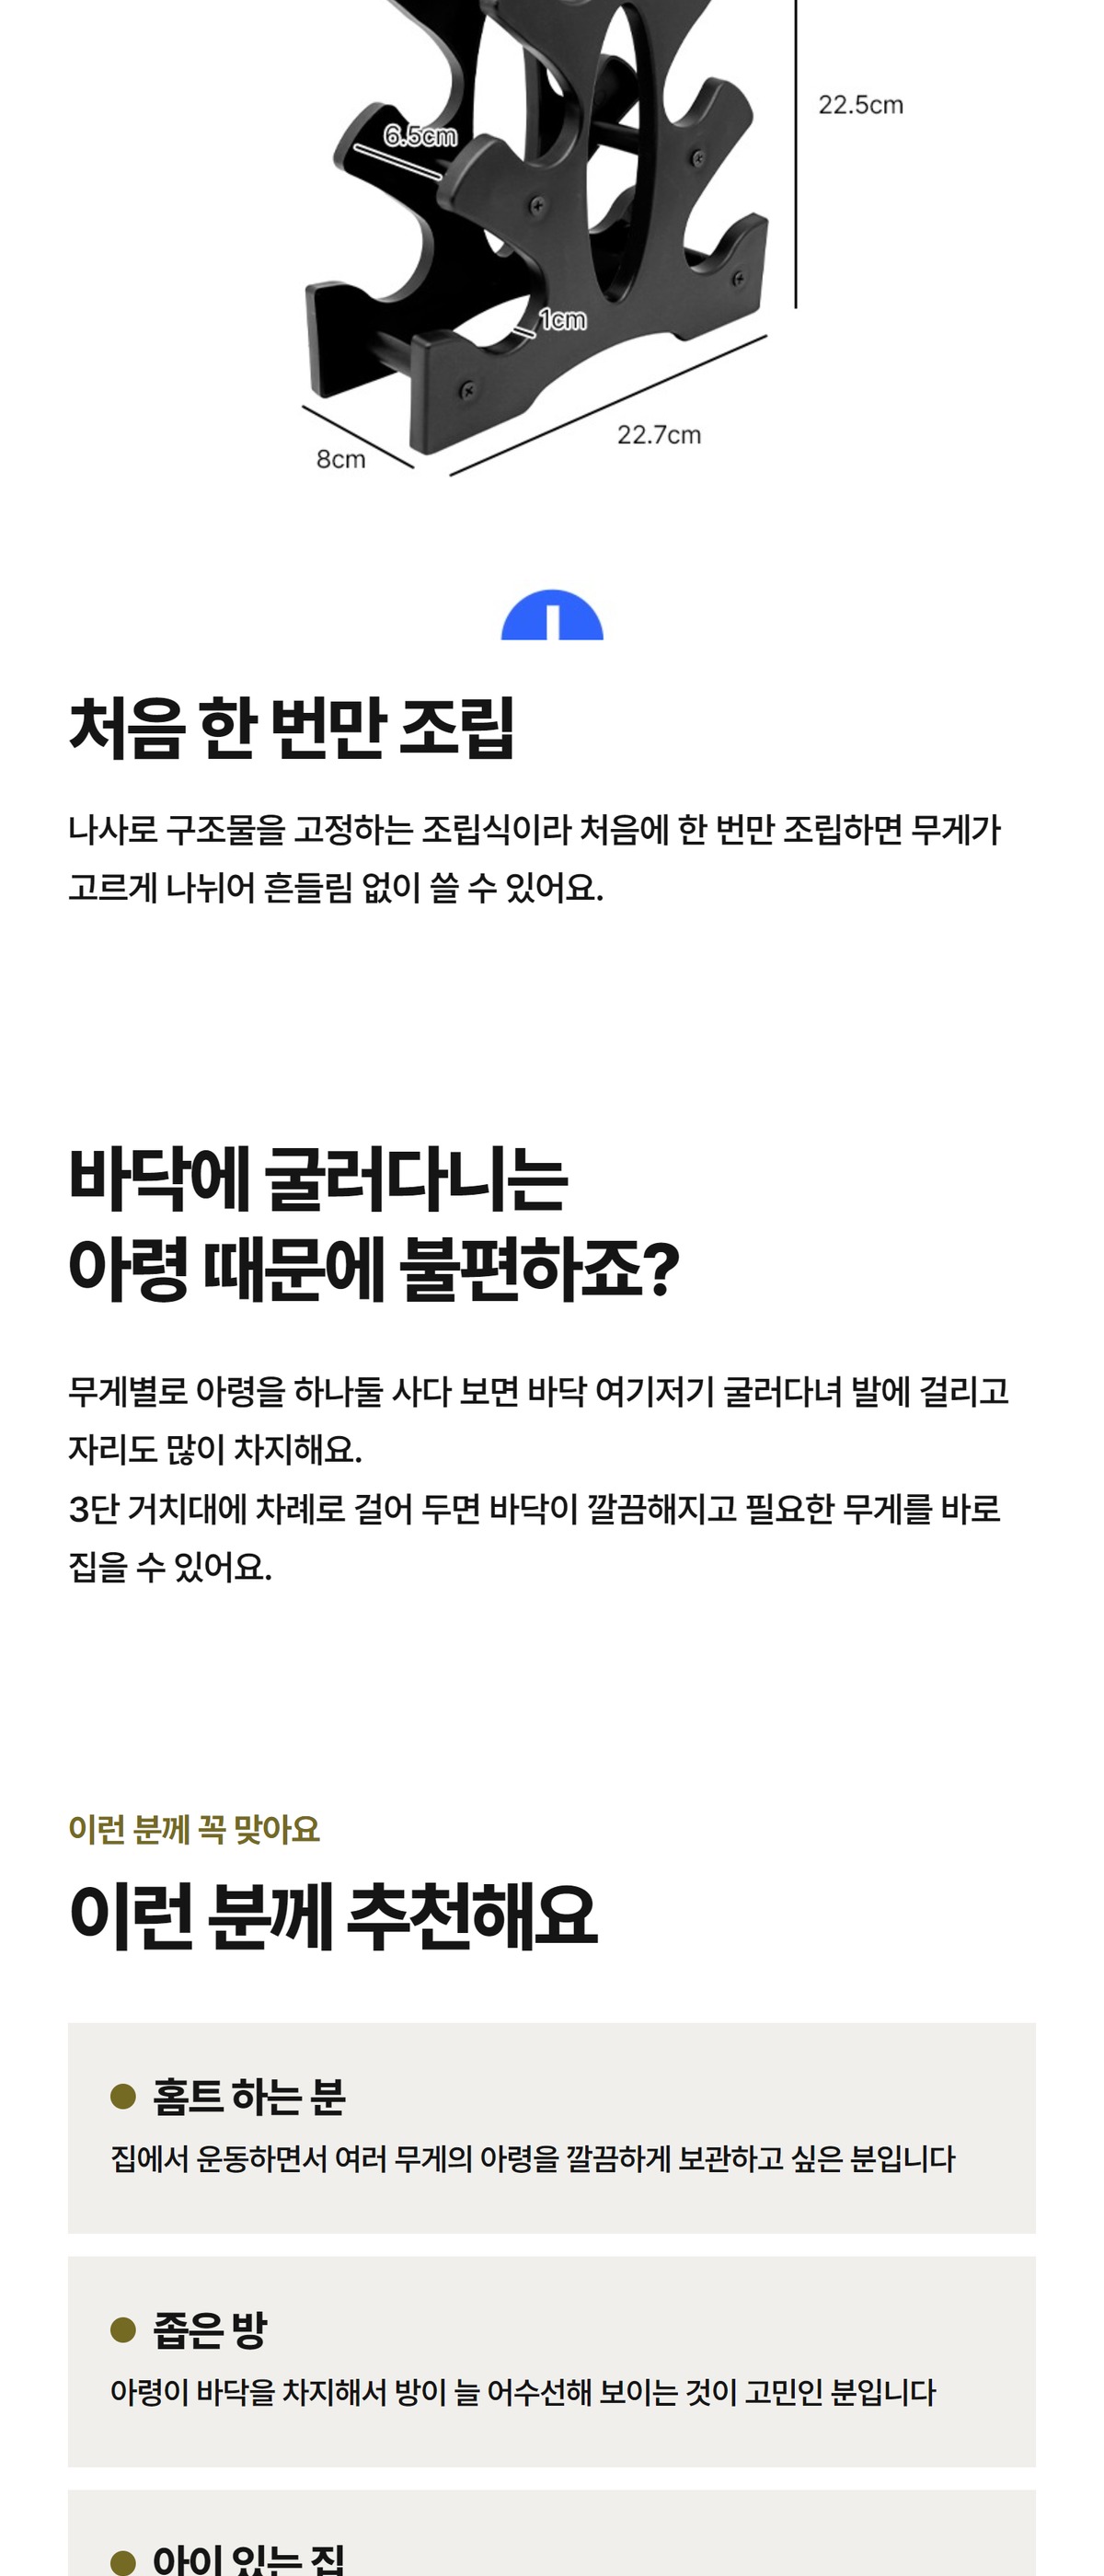 22.5cm
6.5cm
1cm
22.7cm
8cm
처음 한 번만 조립
나사로 구조물을 고정하는 조립식이라 처음에 한 번만 조립하면 무게가
고르게 나뉘어 흔들림 없이 쓸 수 있어요.
바닥에 굴러다니는
아령 때문에 불편하죠?
무게별로 아령을 하나둘 사다 보면 바닥 여기저기 굴러다녀 발에 걸리고
자리도 많이 차지해요.
3단 거치대에 차례로 걸어 두면 바닥이 깔끔해지고 필요한 무게를 바로
집을 수 있어요.
이런 분께 꼭 맞아요
이런 분께 추천해요
홈트 하는 분
집에서 운동하면서 여러 무게의 아령을 깔끔하게 보관하고 싶은 분입니다
좁은 방
아령이 바닥을 차지해서 방이 늘 어수선해 보이는 것이 고민인 분입니다
아이 있는 집